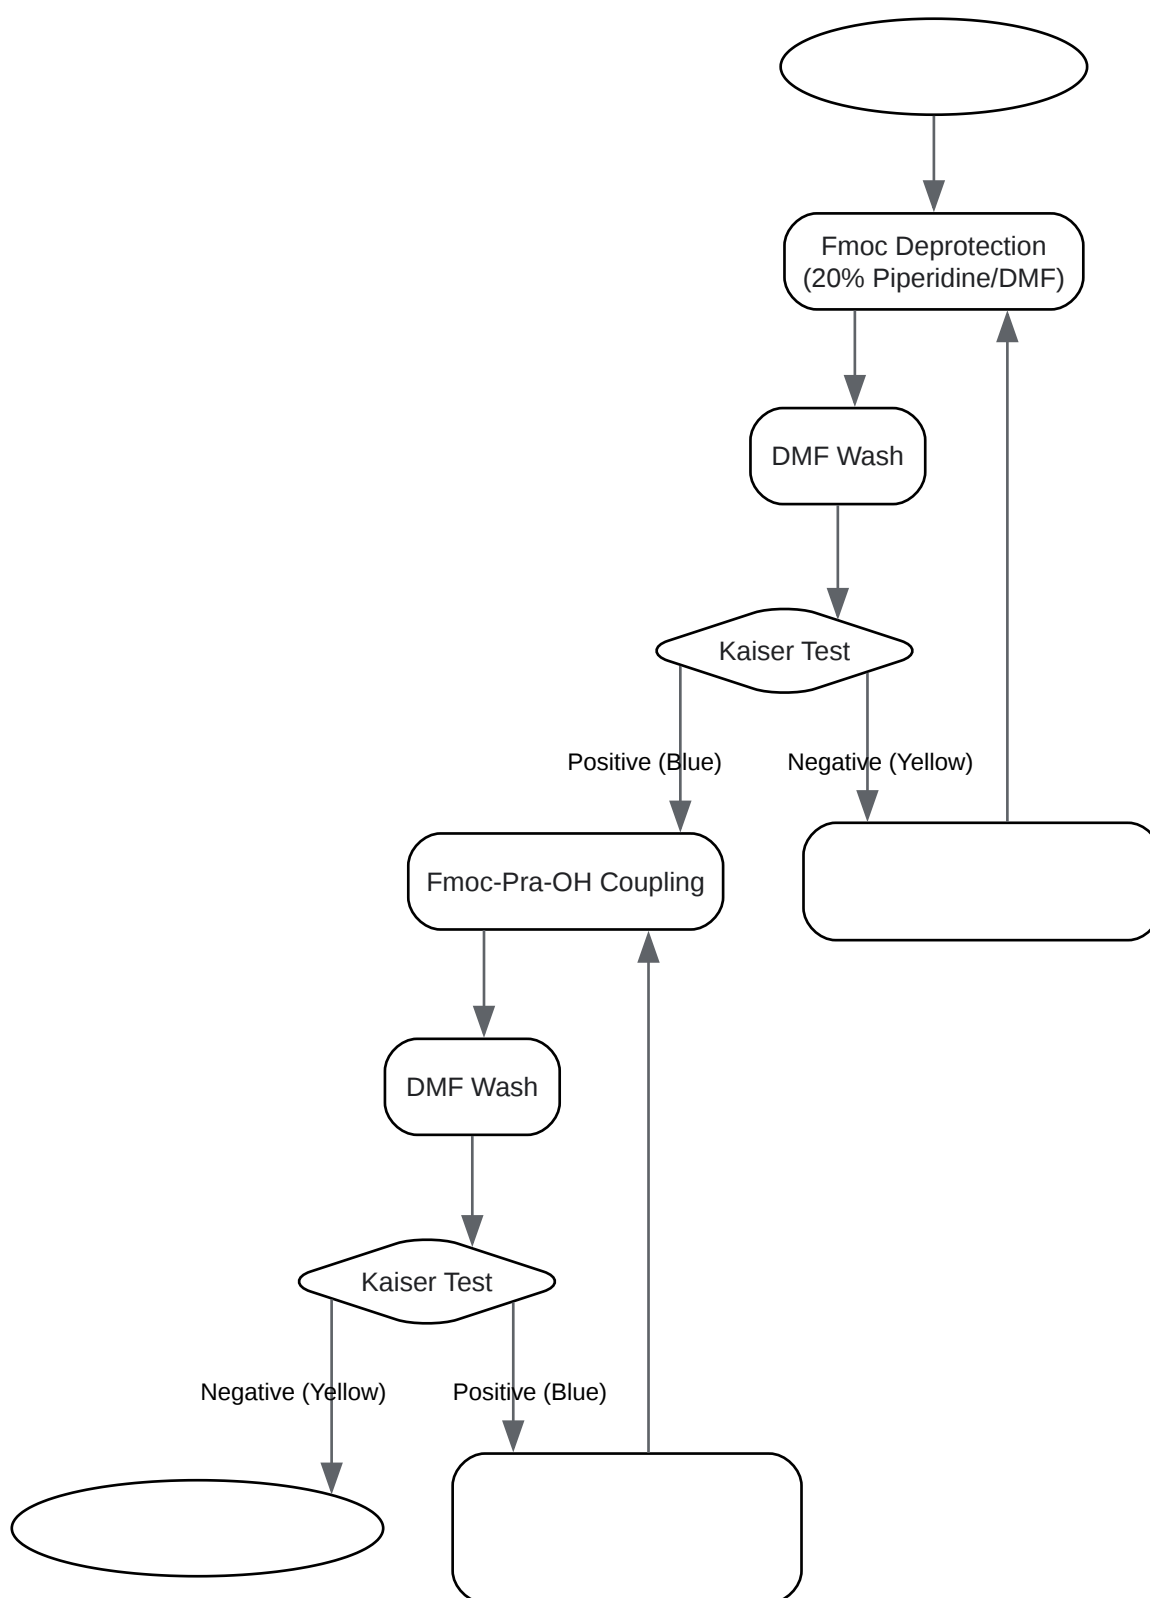 Fmoc Deprotection
(20% Piperidine/DMF)
DMF Wash
Kaiser Test
Positive (Blue)
Negative (Yellow)
Fmoc-Pra-OH Coupling
DMF Wash
Kaiser Test
Negative (Yellow)
Positive (Blue)